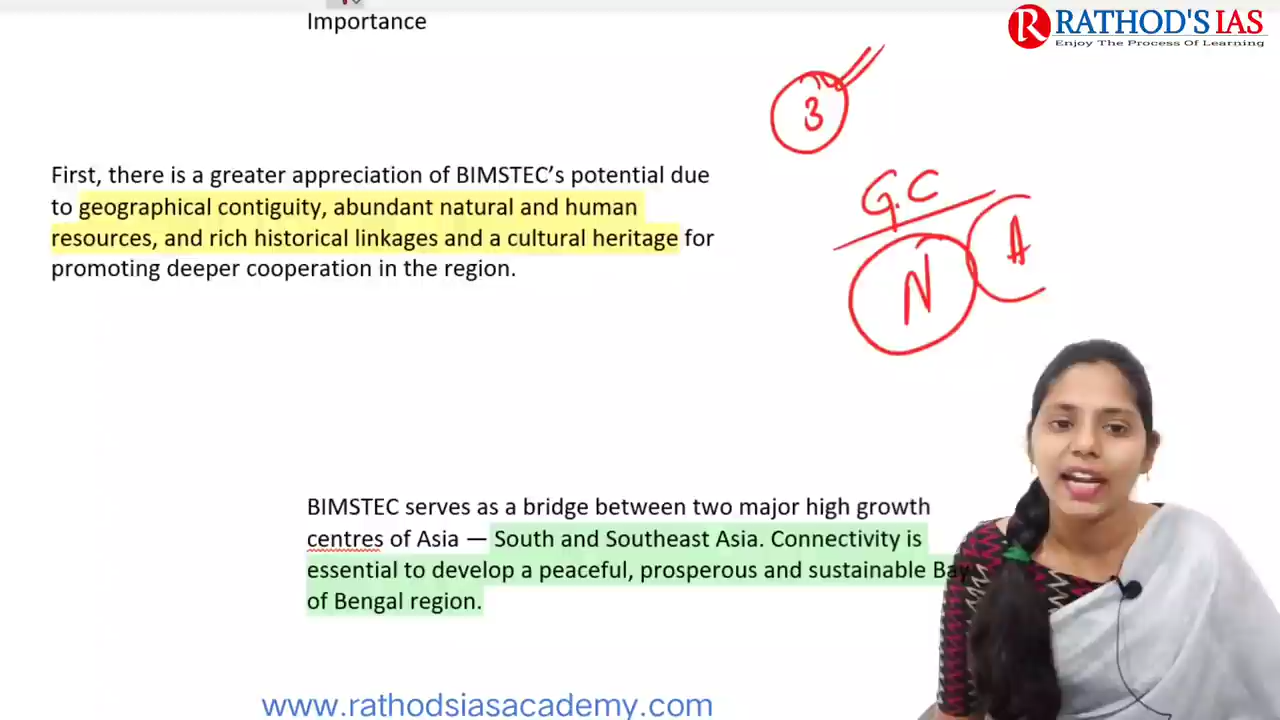 Importance
RATHOD'S IAS
Enjoy The Process Of Learning
3
First, there is a greater appreciation of BIMSTEC's potential due
to geographical contiguity, abundant natural and human
resources, and rich historical linkages and a cultural heritage for
promoting deeper cooperation in the region.
G.C
N
A
BIMSTEC serves as a bridge between two major high growth
centres of Asia — South and Southeast Asia. Connectivity is
essential to develop a peaceful, prosperous and sustainable Bay
of Bengal region.
www.rathodsiasacademy.com